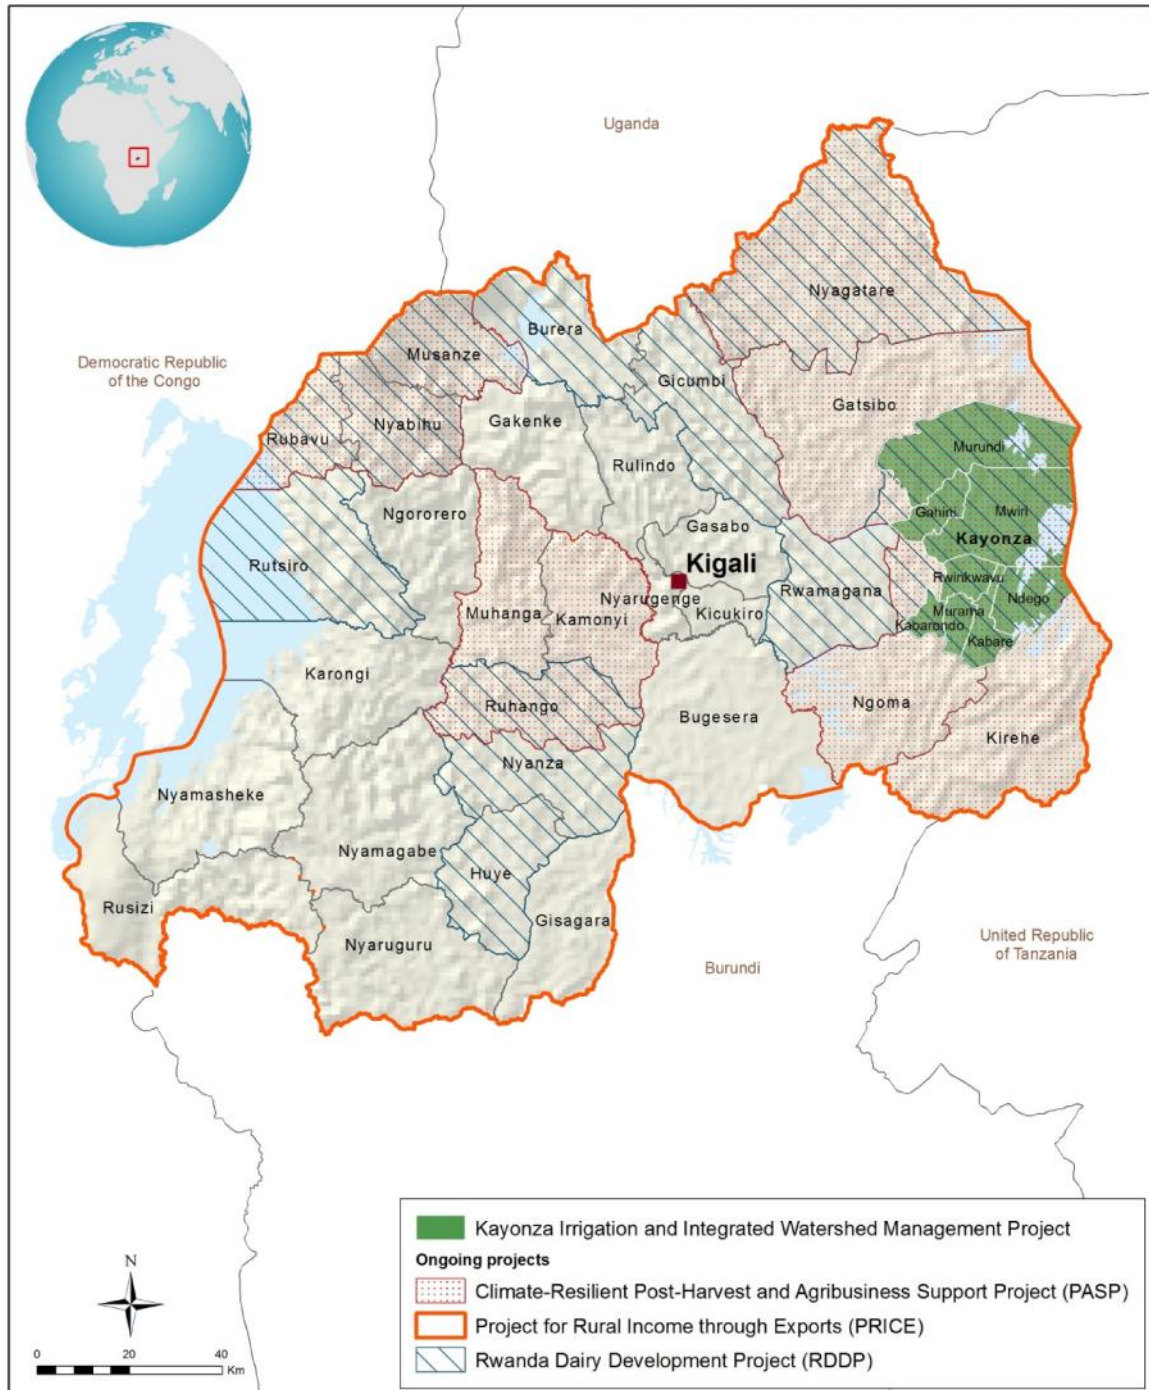 Uganda
Democratic Republic
of the Congo
Nyagatare
Burera
Musanze
Gicumbi
Gatsibo
Rubavu
Nyabihu
Gakenke
Murundi
Rulindo
Ngororero
Gahini
Mwiri
Gasabo
Kayonza
Kigali
Rutsiro
Rwinkwavu
Rwamagana
Nyarugenge
Ndego
Muhanga
Kamonyi
Kicukiro
Murama
Kabarondo
Kabare
Karongi
Ruhango
Ngoma
Bugesera
Kirehe
Nyanza
Nyamasheke
Nyamagabe
Huye
Rusizi
Gisagara
Nyaruguru
United Republic
of Tanzania
Burundi
Kayonza Irrigation and Integrated Watershed Management Project
Ongoing projects
Climate-Resilient Post-Harvest and Agribusiness Support Project (PASP)
Project for Rural Income through Exports (PRICE)
Rwanda Dairy Development Project (RDDP)
N
0 20 40
Km